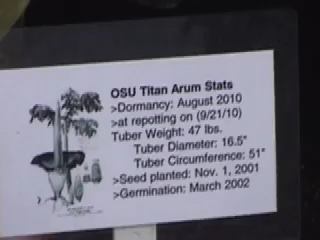 OSU Titan Arum Stats
>Dormancy: August 2010
>at repotting on (9/21/10)
Tuber Weight: 47 lbs.
Tuber Diameter: 16.5"
Tuber Circumference: 51"
>Seed planted: Nov. 1, 2001
>Germination: March 2002